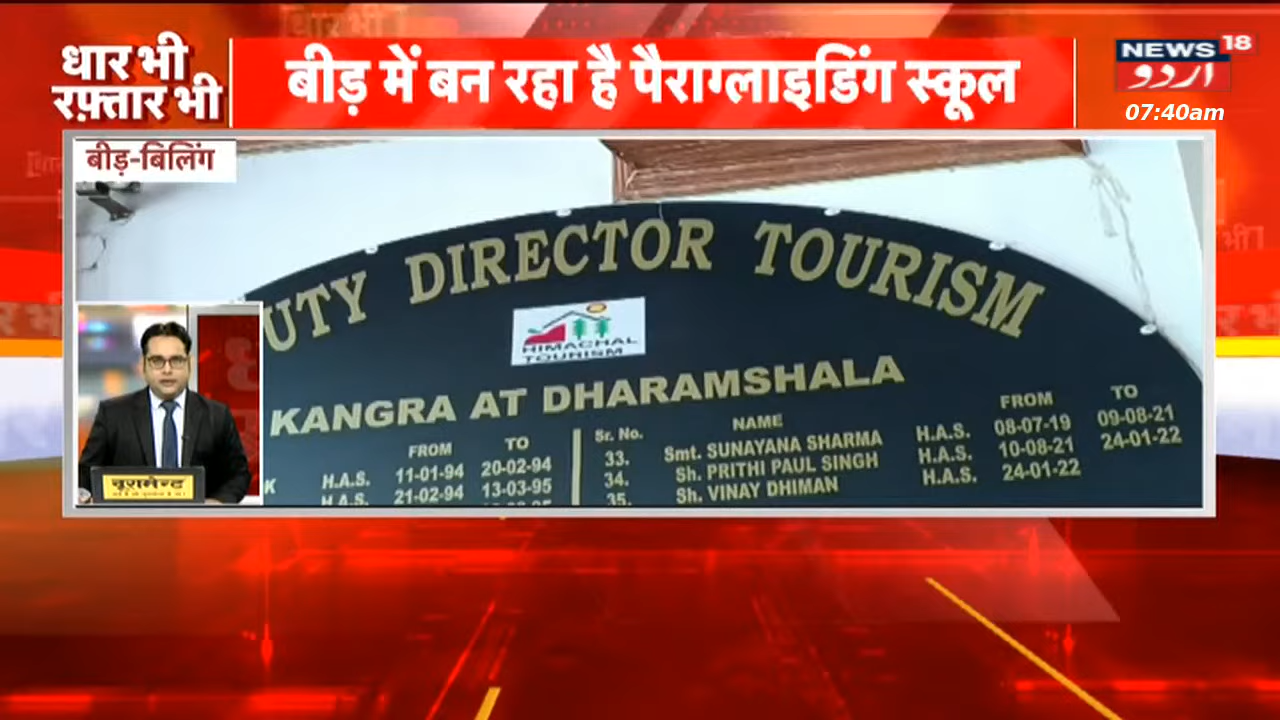 धार भी
रफ़्तार भी
बीड़ में बन रहा है पैराग्लाइडिंग स्कूल
NEWS 18
اردو
07:40am
बीड़-बिलिंग
UTY DIRECTOR TOURISM
HIMACHAL
TOURISM
KANGRA AT DHARAMSHALA
FROM TO
H.A.S. 11-01-94 20-02-94
H.A.S. 21-02-94 13-03-95
Sr. No. NAME FROM TO
33. Smt. SUNAYANA SHARMA H.A.S. 08-07-19 09-08-21
34. Sh. PRITHI PAUL SINGH H.A.S. 10-08-21 24-01-22
35. Sh. VINAY DHIMAN H.A.S. 24-01-22
चूरामेन्ट